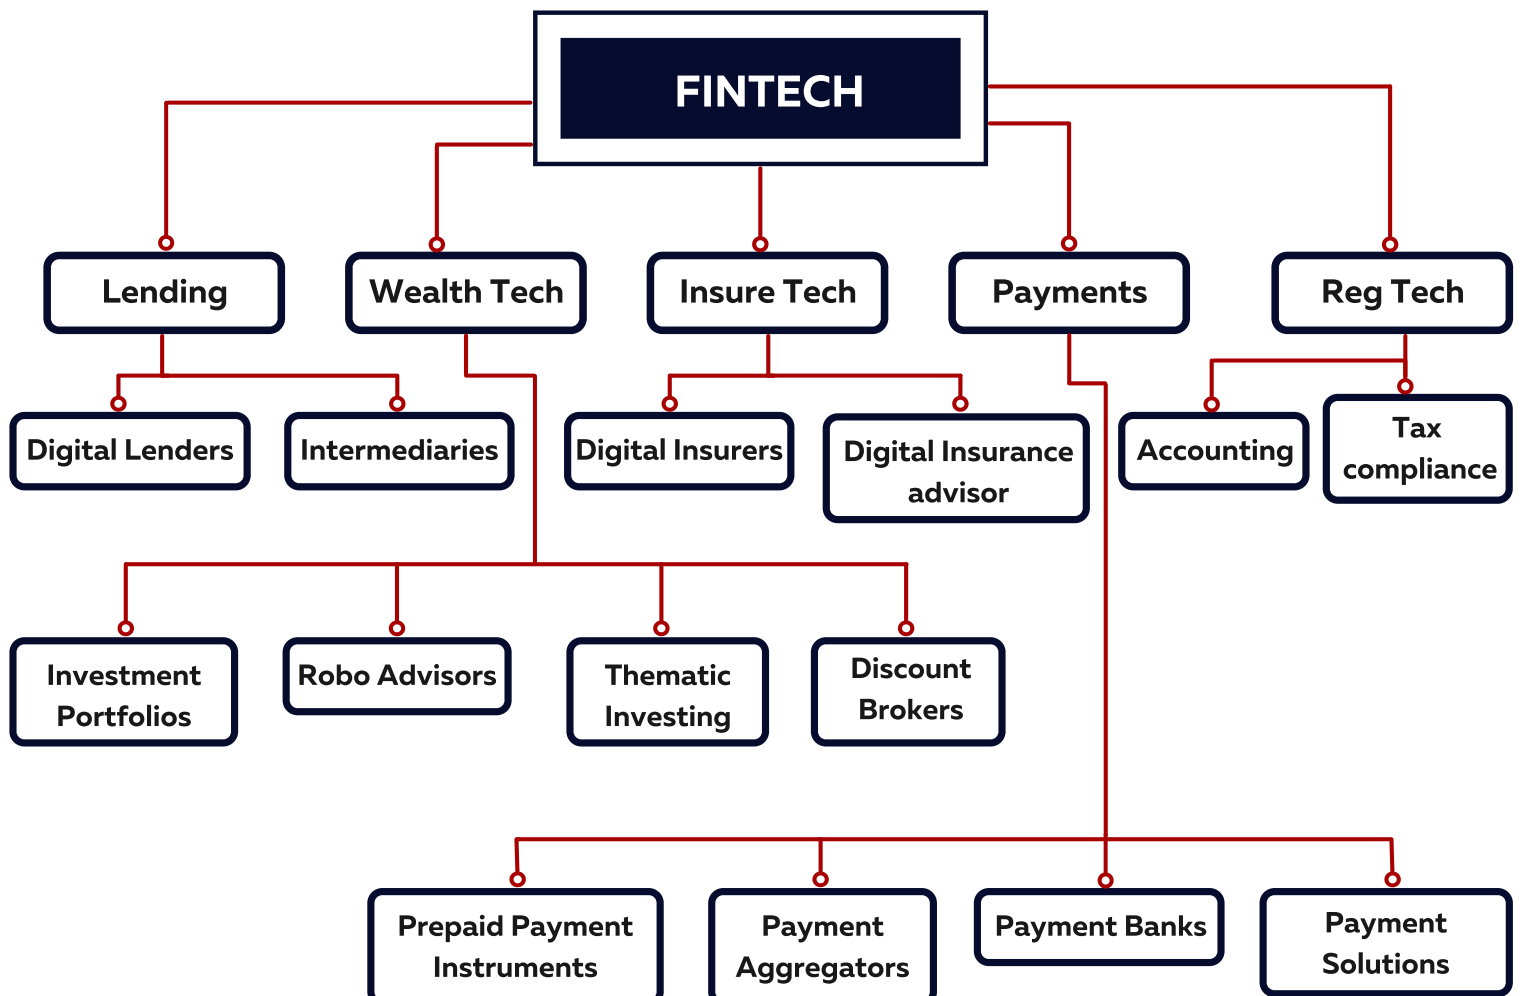 FINTECH
Lending
Wealth Tech
Insure Tech
Payments
Reg Tech
Digital Lenders
Intermediaries
Digital Insurers
Digital Insurance
advisor
Accounting
Tax
compliance
Investment
Portfolios
Robo Advisors
Thematic
Investing
Discount
Brokers
Prepaid Payment
Instruments
Payment
Aggregators
Payment Banks
Payment
Solutions